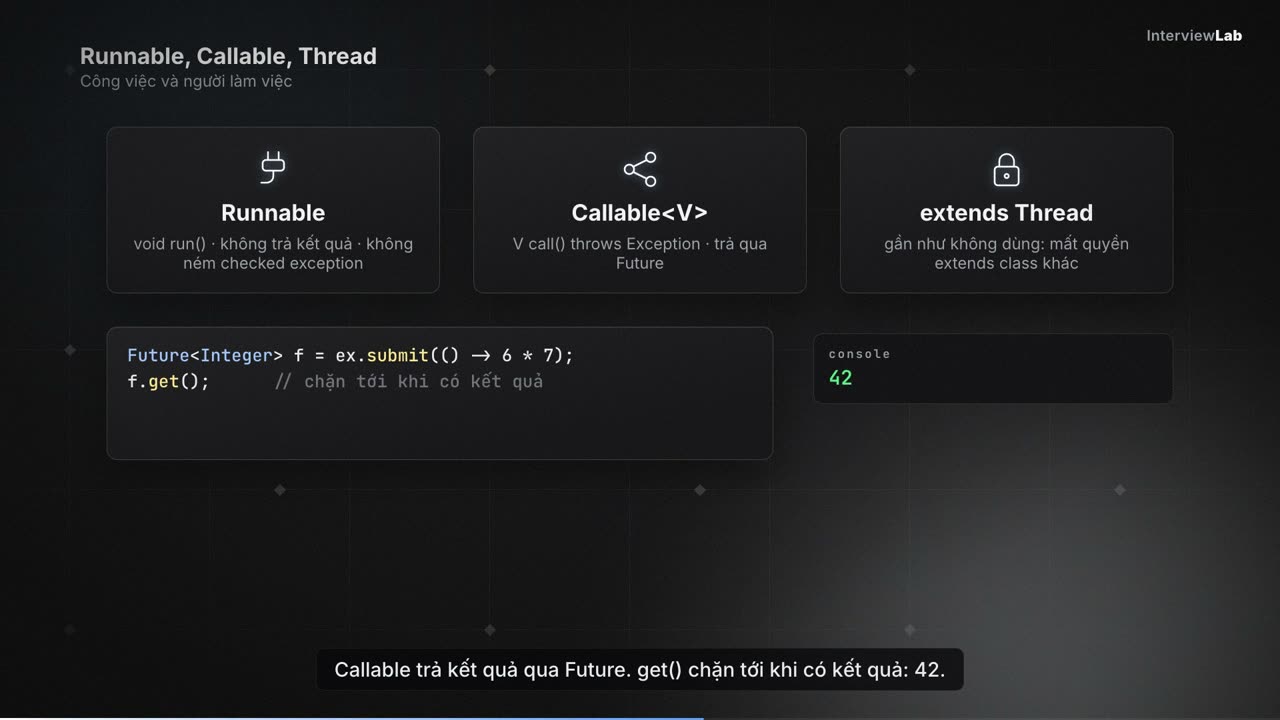 InterviewLab
Runnable, Callable, Thread
Công việc và người làm việc
Runnable
void run() · không trả kết quả · không
ném checked exception
Callable<V>
V call() throws Exception · trả qua
Future
extends Thread
gần như không dùng: mất quyền
extends class khác
Future<Integer> f = ex.submit(() -> 6 * 7);
f.get();      // chặn tới khi có kết quả
console
42
Callable trả kết quả qua Future. get() chặn tới khi có kết quả: 42.